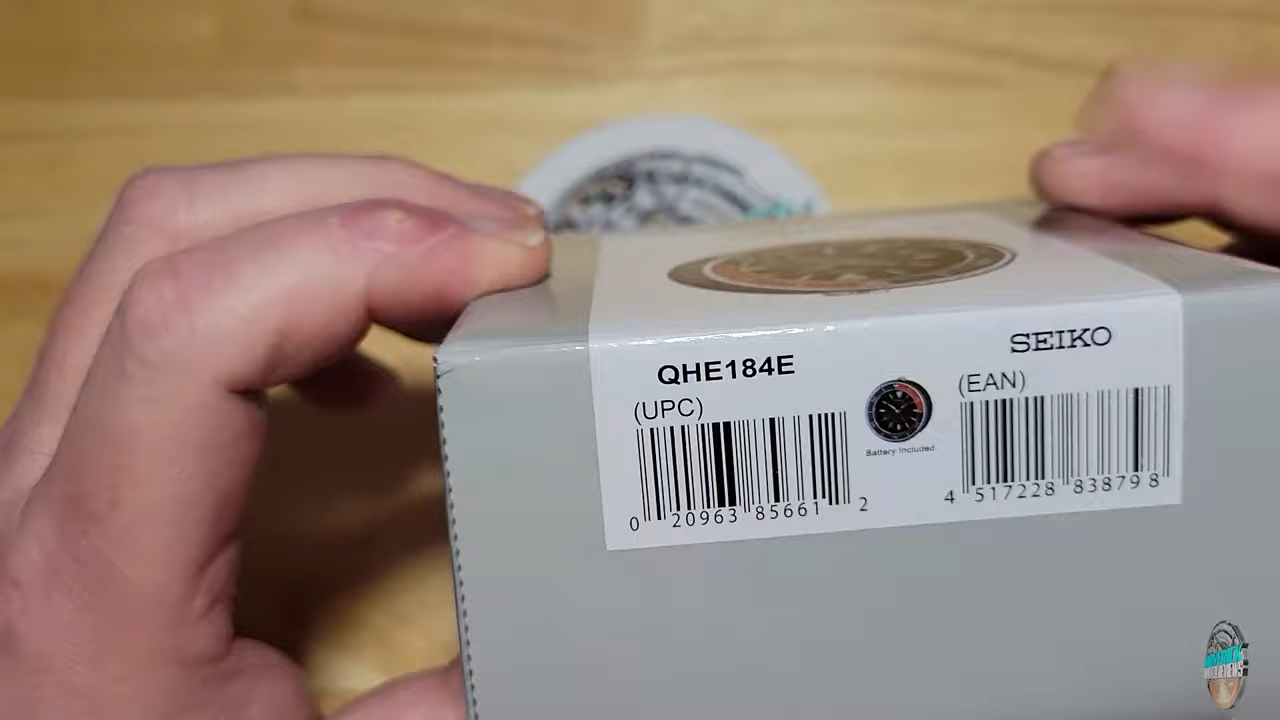 SEIKO
QHE184E
(UPC)
(EAN)
Battery Included
0 20963 85661 2
4 517228 838798